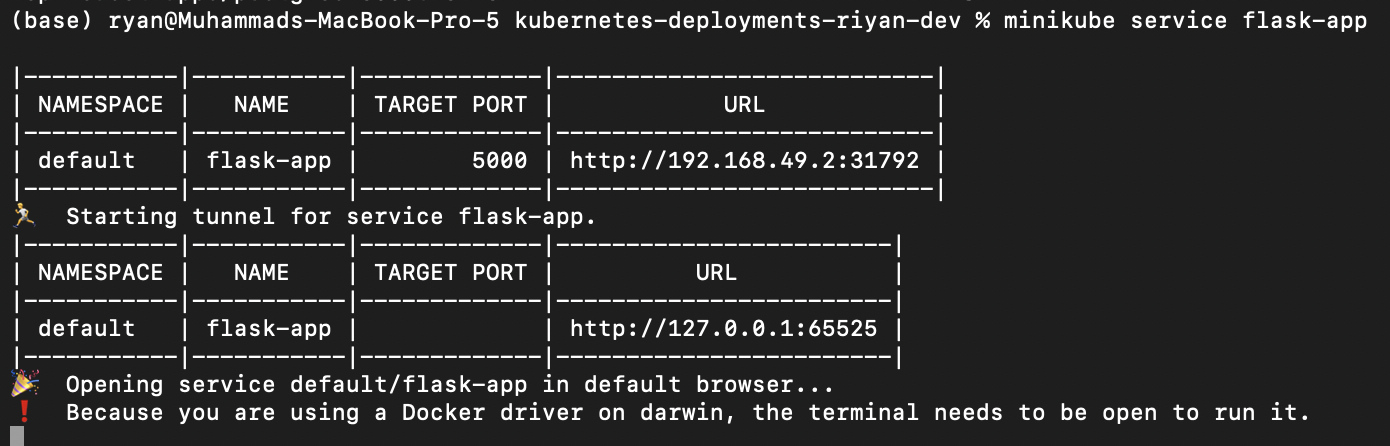 (base) ryan@Muhammads-MacBook-Pro-5 kubernetes-deployments-riyan-dev % minikube service flask-app
|-----------|-----------|-------------|---------------------------|
| NAMESPACE |   NAME    | TARGET PORT |            URL            |
|-----------|-----------|-------------|---------------------------|
| default   | flask-app |        5000 | http://192.168.49.2:31792 |
|-----------|-----------|-------------|---------------------------|
🏃  Starting tunnel for service flask-app.
|-----------|-----------|-------------|------------------------|
| NAMESPACE |   NAME    | TARGET PORT |          URL           |
|-----------|-----------|-------------|------------------------|
| default   | flask-app |             | http://127.0.0.1:65525 |
|-----------|-----------|-------------|------------------------|
🎉  Opening service default/flask-app in default browser...
❗  Because you are using a Docker driver on darwin, the terminal needs to be open to run it.